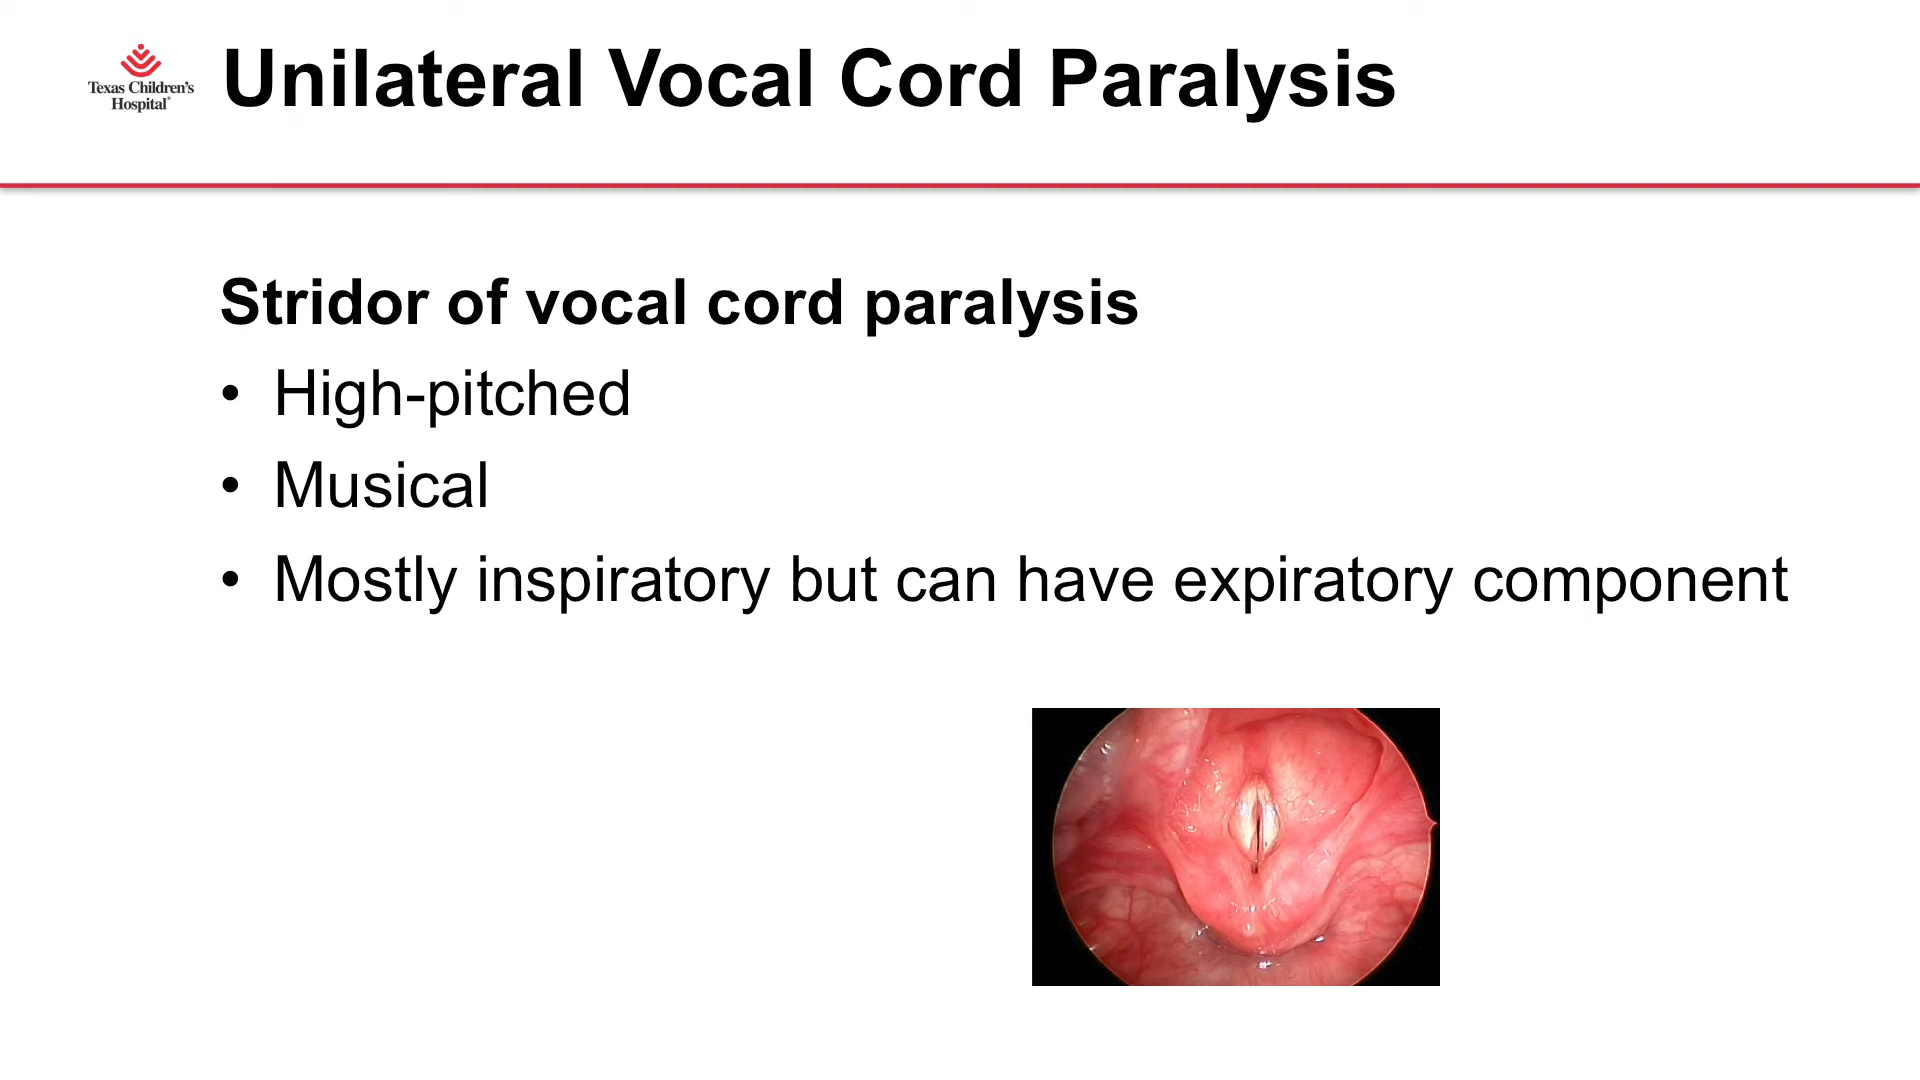 Texas Children's
Hospital®
Unilateral Vocal Cord Paralysis
Stridor of vocal cord paralysis
• High-pitched
• Musical
• Mostly inspiratory but can have expiratory component